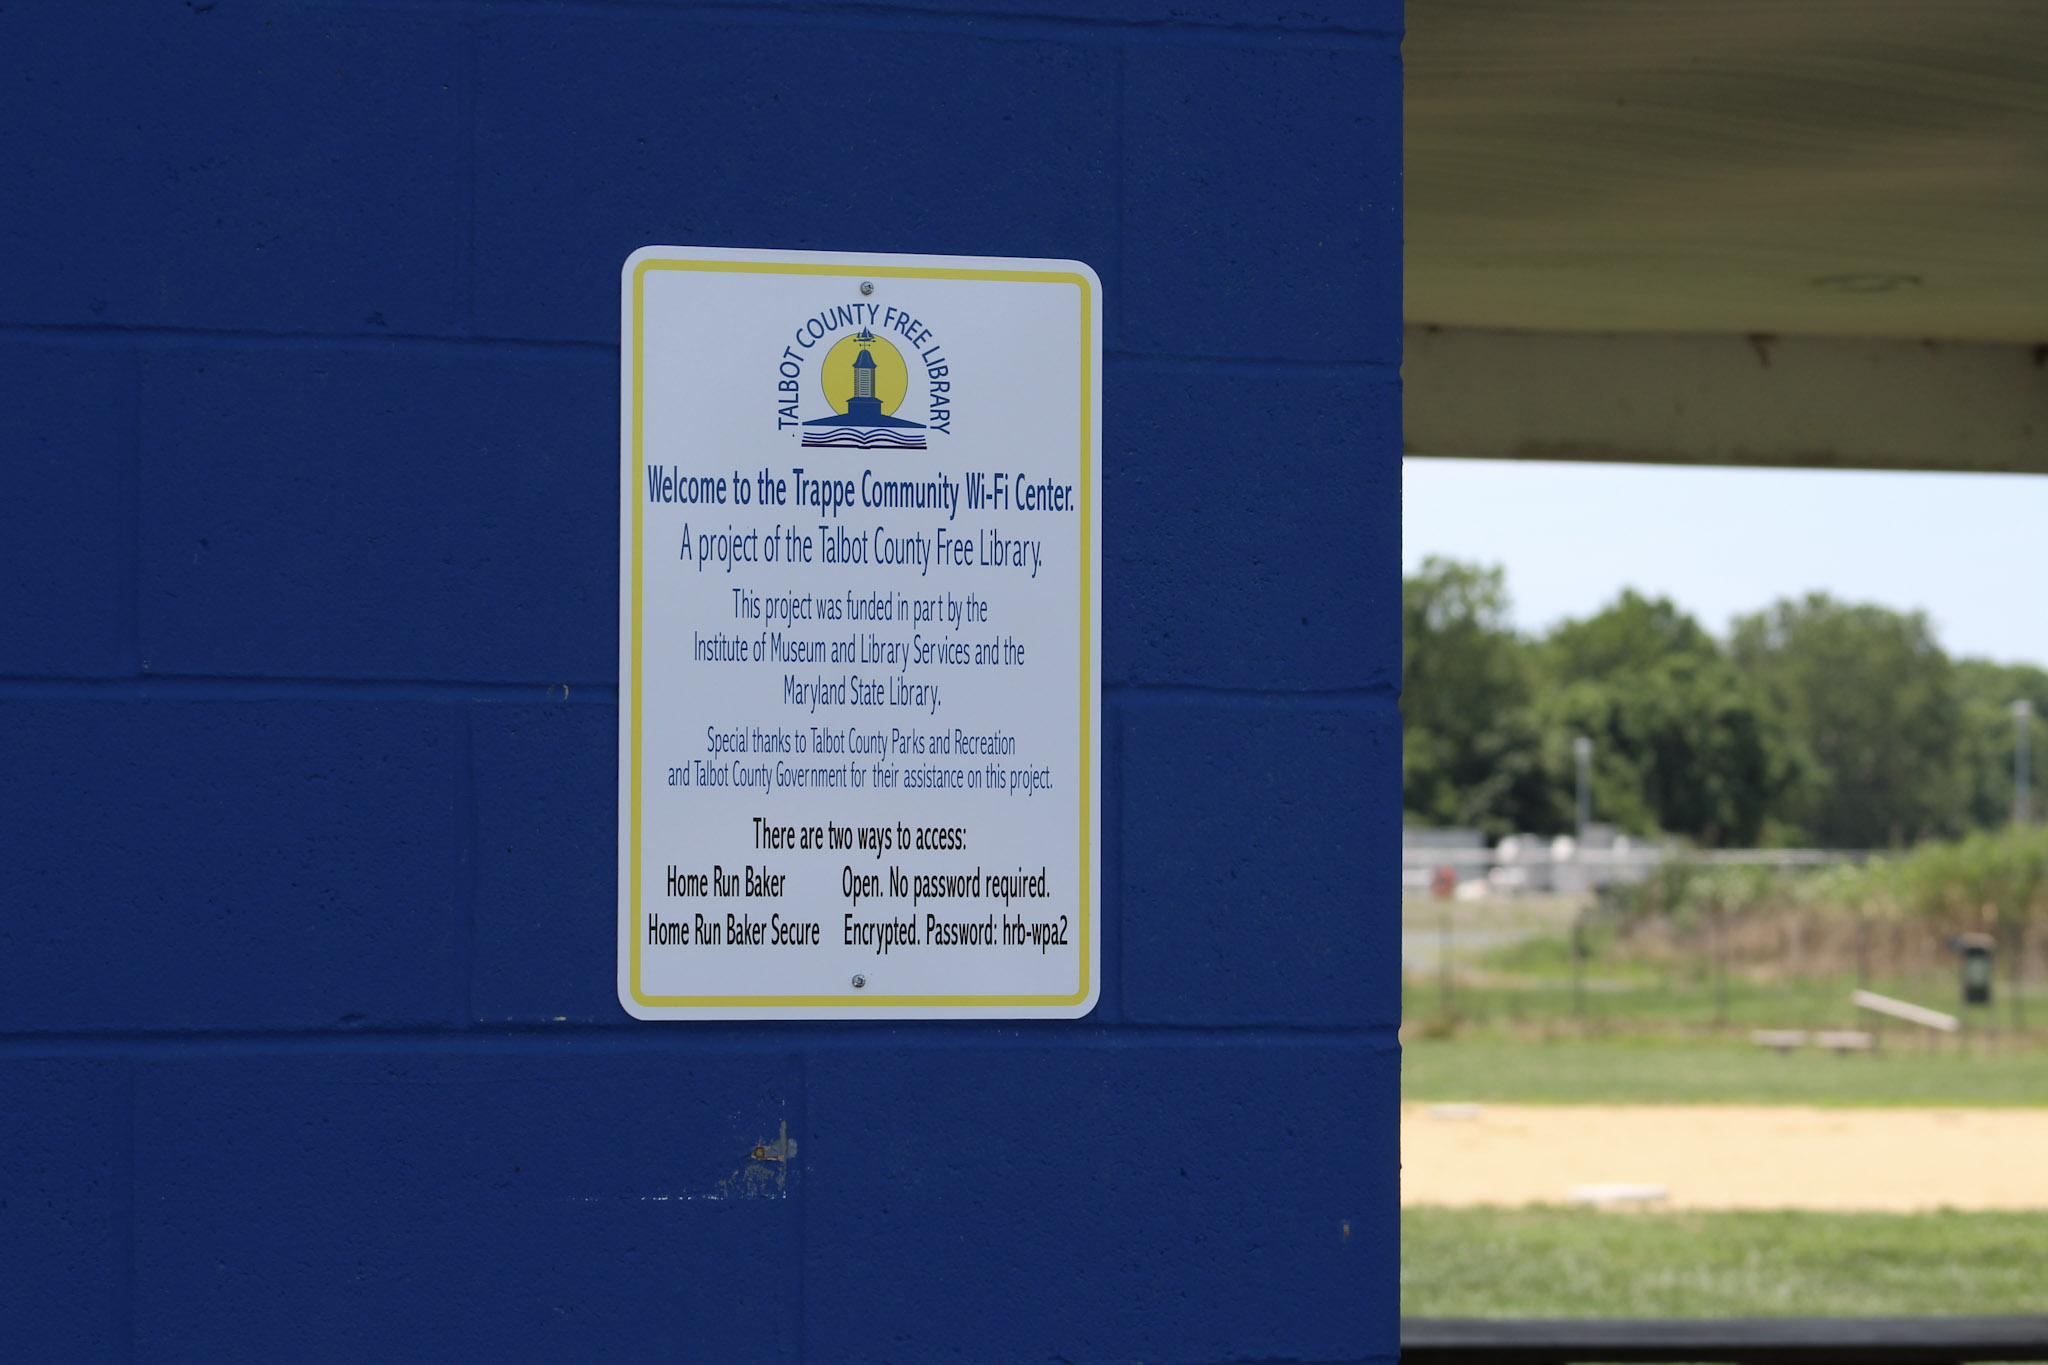 TALBOT COUNTY FREE LIBRARY
Welcome to the Trappe Community Wi-Fi Center.
A project of the Talbot County Free Library.
This project was funded in part by the
Institute of Museum and Library Services and the
Maryland State Library.
Special thanks to Talbot County Parks and Recreation
and Talbot County Government for their assistance on this project.
There are two ways to access:
Home Run Baker Open. No password required.
Home Run Baker Secure Encrypted. Password: hrb-wpa2